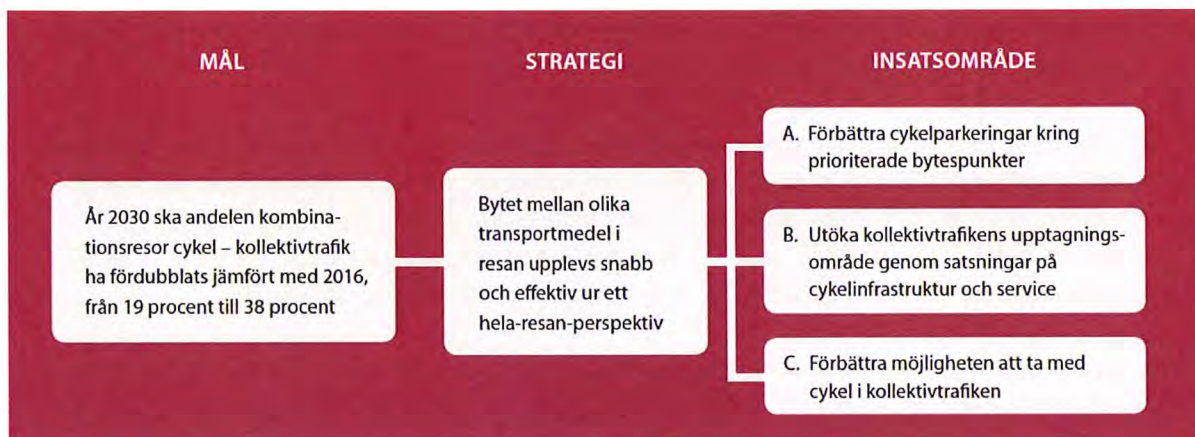 MÅL
STRATEGI
INSATSOMRÅDE
År 2030 ska andelen kombina-
tionsresor cykel – kollektivtrafik
ha fördubblats jämfört med 2016,
från 19 procent till 38 procent
Bytet mellan olika
transportmedel i
resan upplevs snabb
och effektiv ur ett
hela-resan-perspektiv
A. Förbättra cykelparkeringar kring
prioriterade bytespunkter
B. Utöka kollektivtrafikens upptagnings-
område genom satsningar på
cykelinfrastruktur och service
C. Förbättra möjligheten att ta med
cykel i kollektivtrafiken